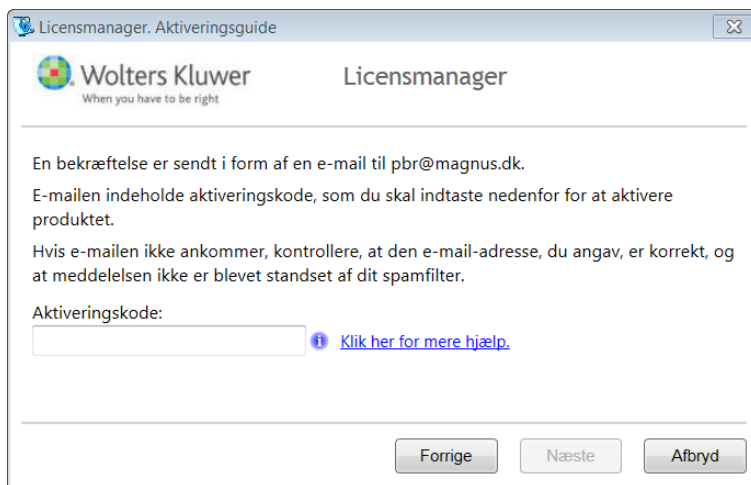 Licensmanager. Aktiveringsguide
Wolters Kluwer
When you have to be right
Licensmanager
En bekræftelse er sendt i form af en e-mail til pbr@magnus.dk.
E-mailen indeholde aktiveringskode, som du skal indtaste nedenfor for at aktivere
produktet.
Hvis e-mailen ikke ankommer, kontrollere, at den e-mail-adresse, du angav, er korrekt, og
at meddelelsen ikke er blevet standset af dit spamfilter.
Aktiveringskode:
Klik her for mere hjælp.
Forrige
Næste
Afbryd